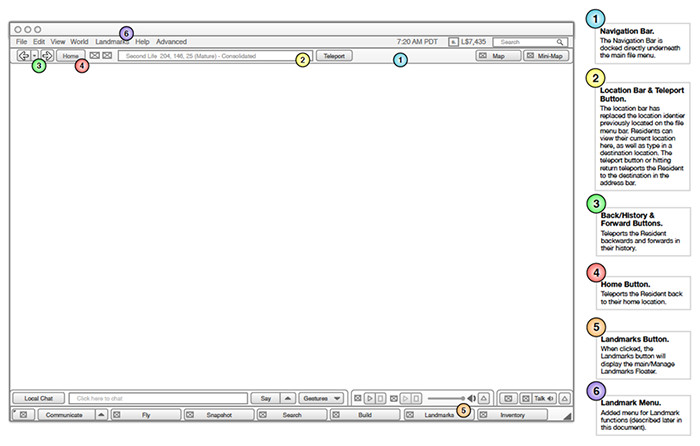 6
File Edit View World Landmarks Help Advanced 7:20 AM PDT L$7,435 Search
Home Second Life 204, 146, 25 (Mature) - Consolidated Teleport Map Mini-Map
3 4 2 1
Local Chat Click here to chat Say Gestures Talk
5
Communicate Fly Snapshot Search Build Landmarks Inventory
1
Navigation Bar.
The Navigation Bar is
docked directly underneath
the main file menu.
2
Location Bar & Teleport
Button.
The location bar has
replaced the location identier
previously located on the file
menu bar. Residents can
view their current location
here, as well as type in a
destination location. The
teleport button or hitting
return teleports the Resident
to the destination in the
address bar.
3
Back/History &
Forward Buttons.
Teleports the Resident
backwards and forwards in
their history.
4
Home Button.
Teleports the Resident back
to their home location.
5
Landmarks Button.
When clicked, the
Landmarks button will
display the main/Manage
Landmarks Floater.
6
Landmark Menu.
Added menu for Landmark
functions (described later in
this document).